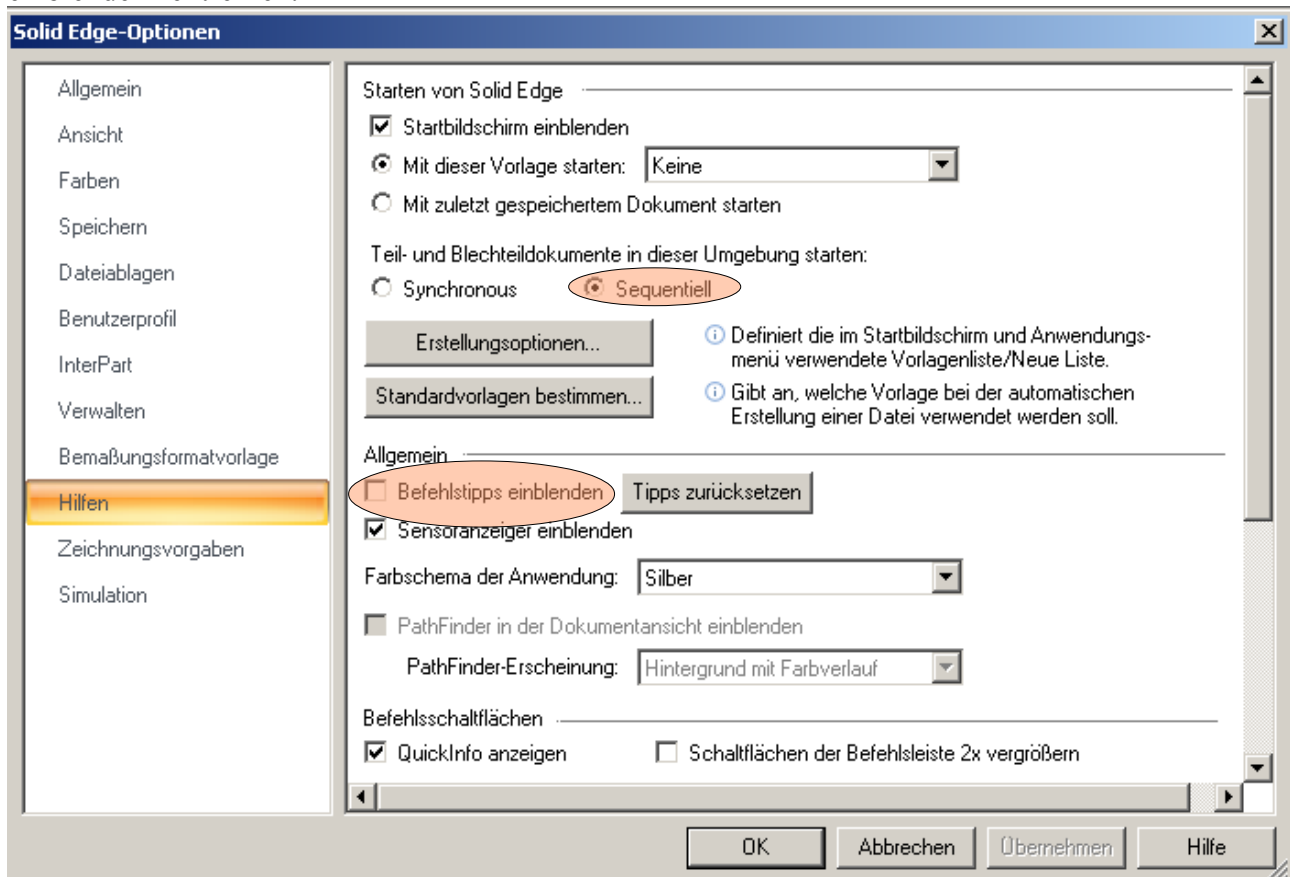 Solid Edge-Optionen
Allgemein
Ansicht
Farben
Speichern
Dateiablagen
Benutzerprofil
InterPart
Verwalten
Bemaßungsformatvorlage
Hilfen
Zeichnungsvorgaben
Simulation
Starten von Solid Edge
Startbildschirm einblenden
Mit dieser Vorlage starten: Keine
Mit zuletzt gespeichertem Dokument starten
Teil- und Blechteildokumente in dieser Umgebung starten:
Synchronous Sequentiell
Erstellungsoptionen...
Definiert die im Startbildschirm und Anwendungs-
menü verwendete Vorlagenliste/Neue Liste.
Standardvorlagen bestimmen...
Gibt an, welche Vorlage bei der automatischen
Erstellung einer Datei verwendet werden soll.
Allgemein
Befehlstipps einblenden Tipps zurücksetzen
Sensoranzeiger einblenden
Farbschema der Anwendung: Silber
PathFinder in der Dokumentansicht einblenden
PathFinder-Erscheinung: Hintergrund mit Farbverlauf
Befehlsschaltflächen
QuickInfo anzeigen Schaltflächen der Befehlsleiste 2x vergrößern
OK Abbrechen Übernehmen Hilfe